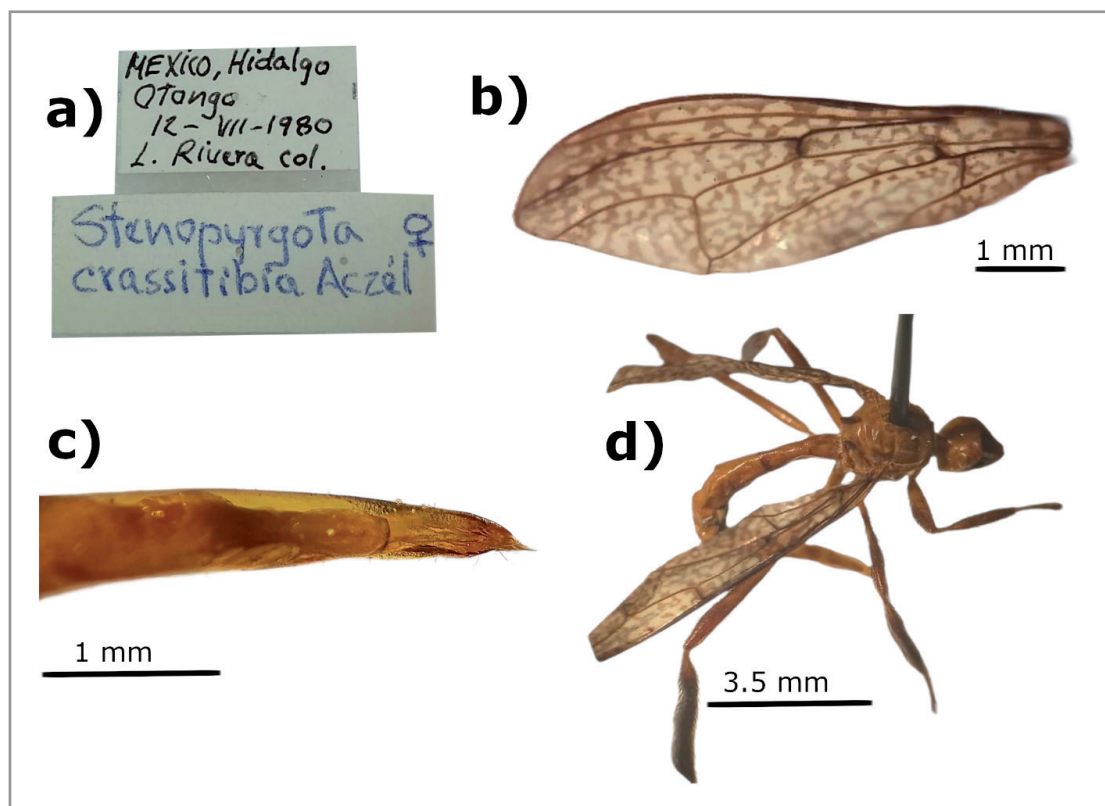 a)
MEXICO, Hidalgo
Otongo
12-VII-1980
L. Rivera col.
Stenopyrgota ♀
crassitibia Aczél
b)
1 mm
c)
1 mm
d)
3.5 mm